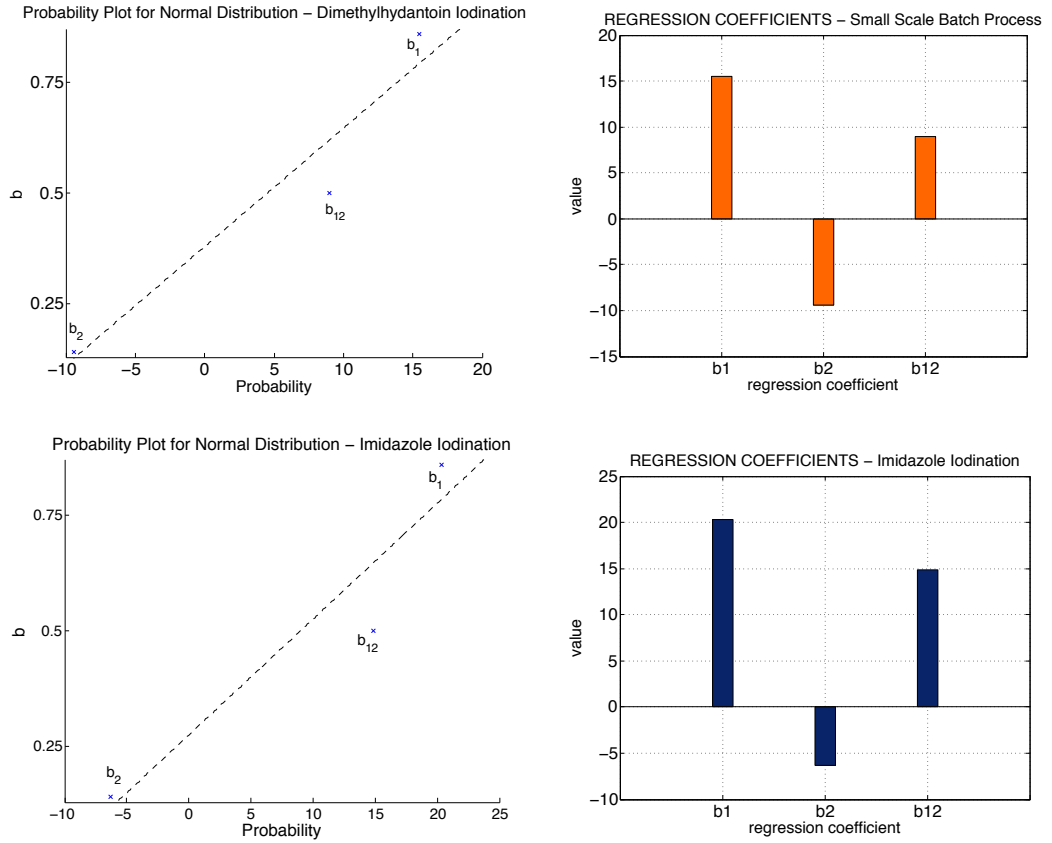 Probability Plot for Normal Distribution − Dimethylhydantoin Iodination
0.75
0.5
0.25
b
b1
b12
b2
−10 −5 0 5 10 15 20
Probability
REGRESSION COEFFICIENTS − Small Scale Batch Process
20
15
10
5
0
−5
−10
−15
value
b1 b2 b12
regression coefficient
Probability Plot for Normal Distribution − Imidazole Iodination
0.75
0.5
0.25
b
b1
b12
b2
−10 −5 0 5 10 15 20 25
Probability
REGRESSION COEFFICIENTS − Imidazole Iodination
25
20
15
10
5
0
−5
−10
value
b1 b2 b12
regression coefficient